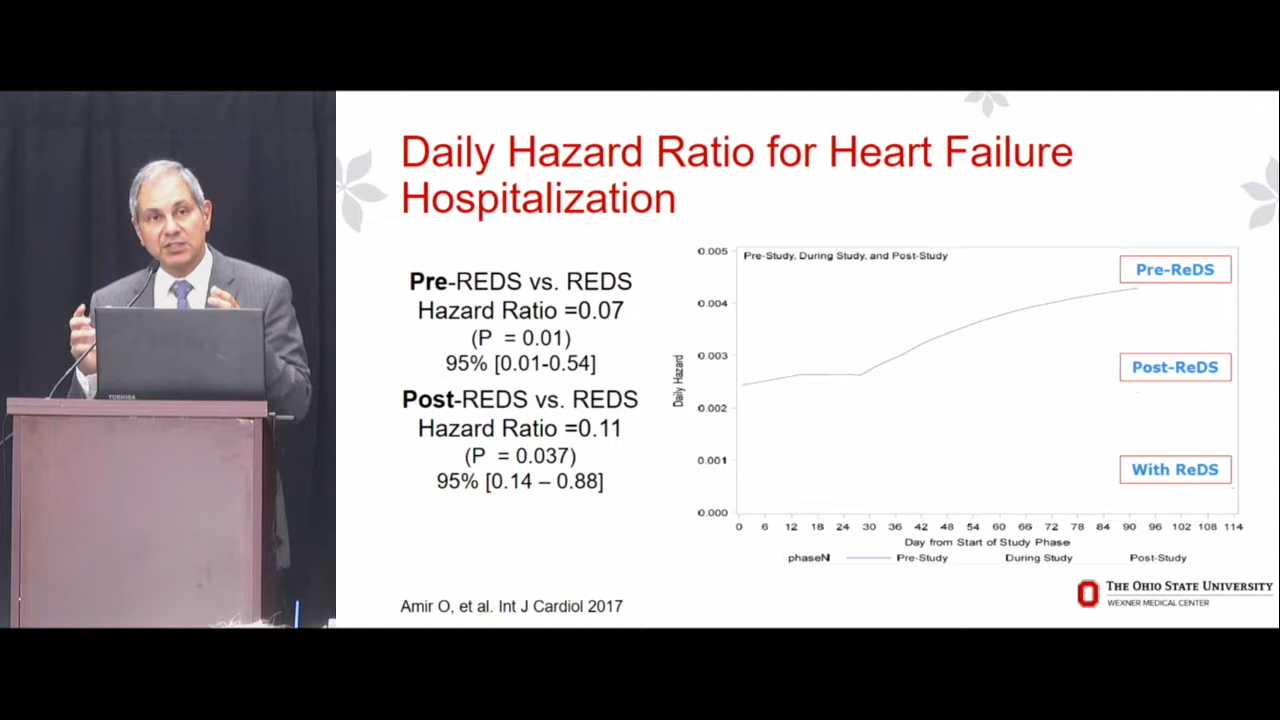 Daily Hazard Ratio for Heart Failure
Hospitalization
Pre-REDS vs. REDS
Hazard Ratio =0.07
(P = 0.01)
95% [0.01-0.54]
Post-REDS vs. REDS
Hazard Ratio =0.11
(P = 0.037)
95% [0.14 – 0.88]
Pre-Study, During Study, and Post-Study
Pre-ReDS
Post-ReDS
With ReDS
Daily Hazard
0.005
0.004
0.003
0.002
0.001
0.000
0 6 12 18 24 30 36 42 48 54 60 66 72 78 84 90 96 102 108 114
Day from Start of Study Phase
phaseN Pre-Study During Study Post-Study
Amir O, et al. Int J Cardiol 2017
THE OHIO STATE UNIVERSITY
WEXNER MEDICAL CENTER
TOSHIBA